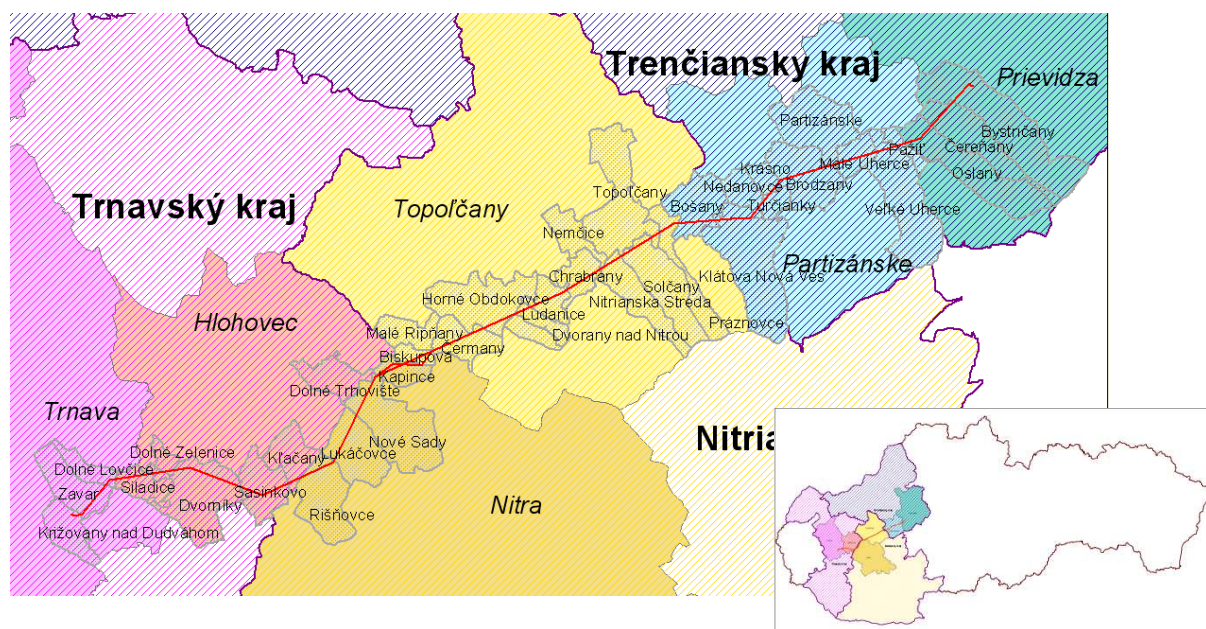 Trenčiansky kraj
Prievidza
Partizánske
Bystričany
Pažiť
Čereňany
Krásno
Malé Uherce
Oslany
Topoľčany
Nedanovce
Brodzany
Trnavský kraj
Topoľčany
Bošany
Turčianky
Veľké Uherce
Nemčice
Partizánske
Chrabrany
Klátova Nová Ves
Solčany
Horné Obdokovce
Nitrianska Streda
Ludanice
Práznovce
Hlohovec
Malé Ripňany
Dvorany nad Nitrou
Čermany
Biskupová
Kapince
Dolné Trhovište
Trnava
Nitria
Nové Sady
Dolné Zelenice
Lukáčovce
Kľačany
Dolné Lovčice
Siladice
Zavar
Sasinkovo
Dvorníky
Nitra
Rišňovce
Križovany nad Dudváhom